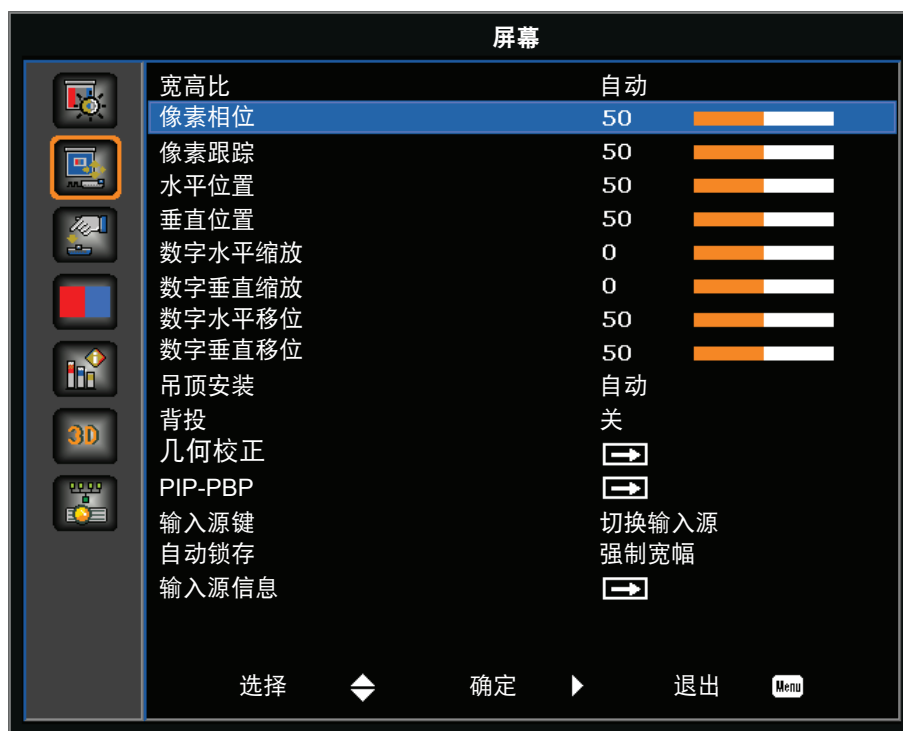 屏幕
宽高比 自动
像素相位 50
像素跟踪 50
水平位置 50
垂直位置 50
数字水平缩放 0
数字垂直缩放 0
数字水平移位 50
数字垂直移位 50
吊顶安装 自动
背投 关
几何校正
PIP-PBP
输入源键 切换输入源
自动锁存 强制宽幅
输入源信息
3D
选择 确定 退出 Menu